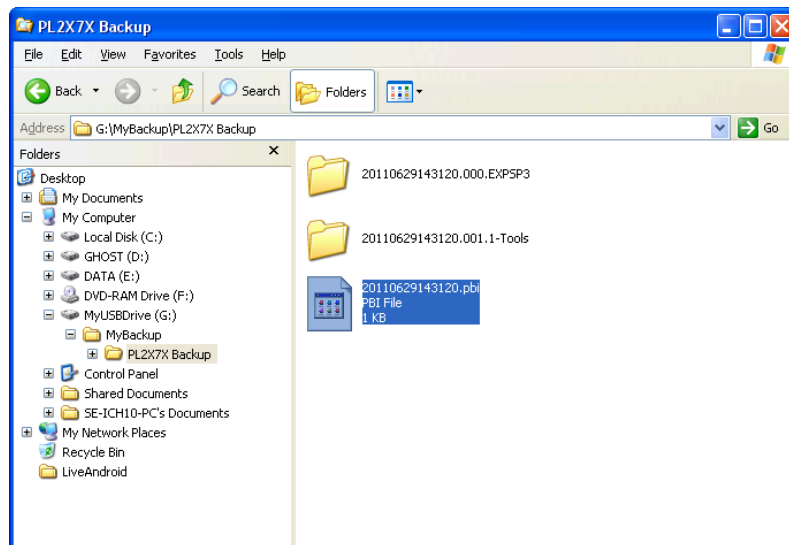 PL2X7X Backup
File Edit View Favorites Tools Help
Back Search Folders
Address G:\MyBackup\PL2X7X Backup Go
Folders
Desktop
My Documents
My Computer
Local Disk (C:)
GHOST (D:)
DATA (E:)
DVD-RAM Drive (F:)
MyUSBDrive (G:)
MyBackup
PL2X7X Backup
Control Panel
Shared Documents
SE-ICH10-PC's Documents
My Network Places
Recycle Bin
LiveAndroid
20110629143120.000.EXPSP3
20110629143120.001.1-Tools
20110629143120.pbi
PBI File
1 KB